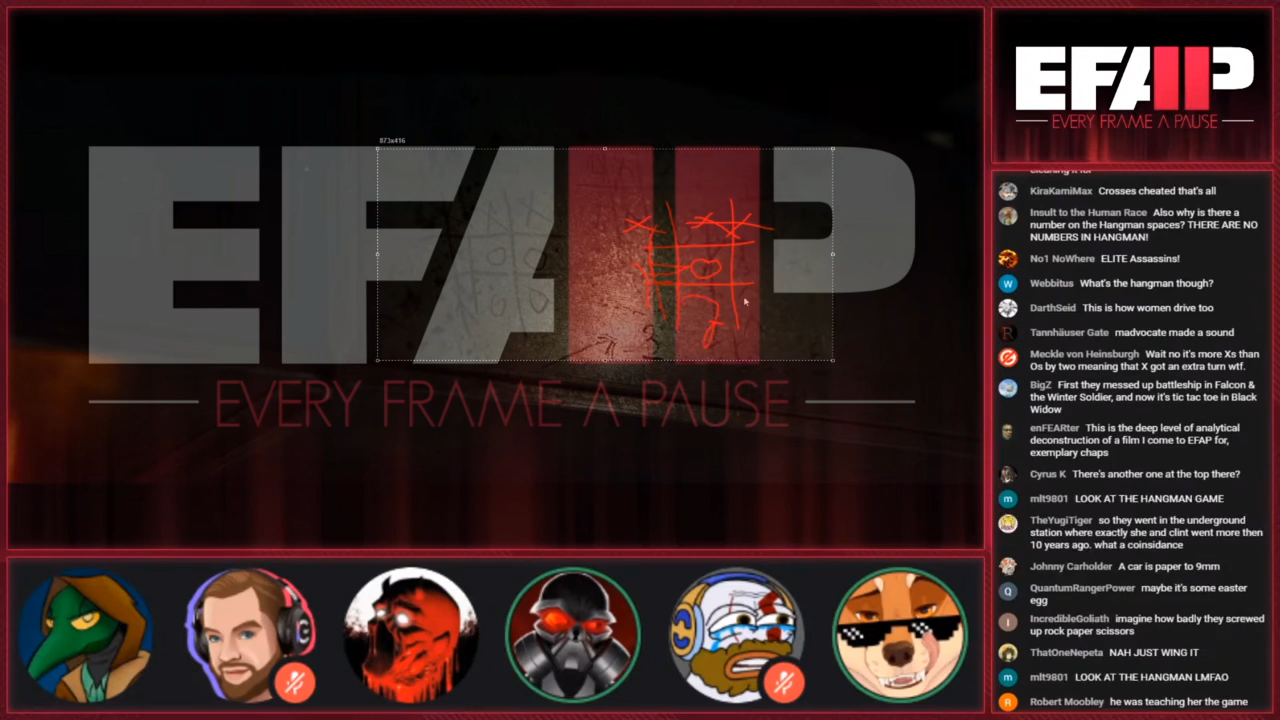 873x416
EFAP
EVERY FRAME A PAUSE
EFAP
EVERY FRAME A PAUSE
KiraKamiMax Crosses cheated that's all
Insult to the Human Race Also why is there a
number on the Hangman spaces? THERE ARE NO
NUMBERS IN HANGMAN!
No1 NoWhere ELITE Assassins!
W Webbitus What's the hangman though?
DarthSeid This is how women drive too
Tannhäuser Gate madvocate made a sound
Meckle von Heinsburgh Wait no it's more Xs than
Os by two meaning that X got an extra turn wtf.
BigZ First they messed up battleship in Falcon &
the Winter Soldier, and now it's tic tac toe in Black
Widow
enFEARter This is the deep level of analytical
deconstruction of a film I come to EFAP for,
exemplary chaps
Cyrus K There's another one at the top there?
m mlt9801 LOOK AT THE HANGMAN GAME
TheYugiTiger so they went in the underground
station where exactly she and clint went more then
10 years ago. what a coinsidance
Johnny Carholder A car is paper to 9mm
Q QuantumRangerPower maybe it's some easter
egg
I IncredibleGoliath imagine how badly they screwed
up rock paper scissors
ThatOneNepeta NAH JUST WING IT
m mlt9801 LOOK AT THE HANGMAN LMFAO
R Robert Moobley he was teaching her the game